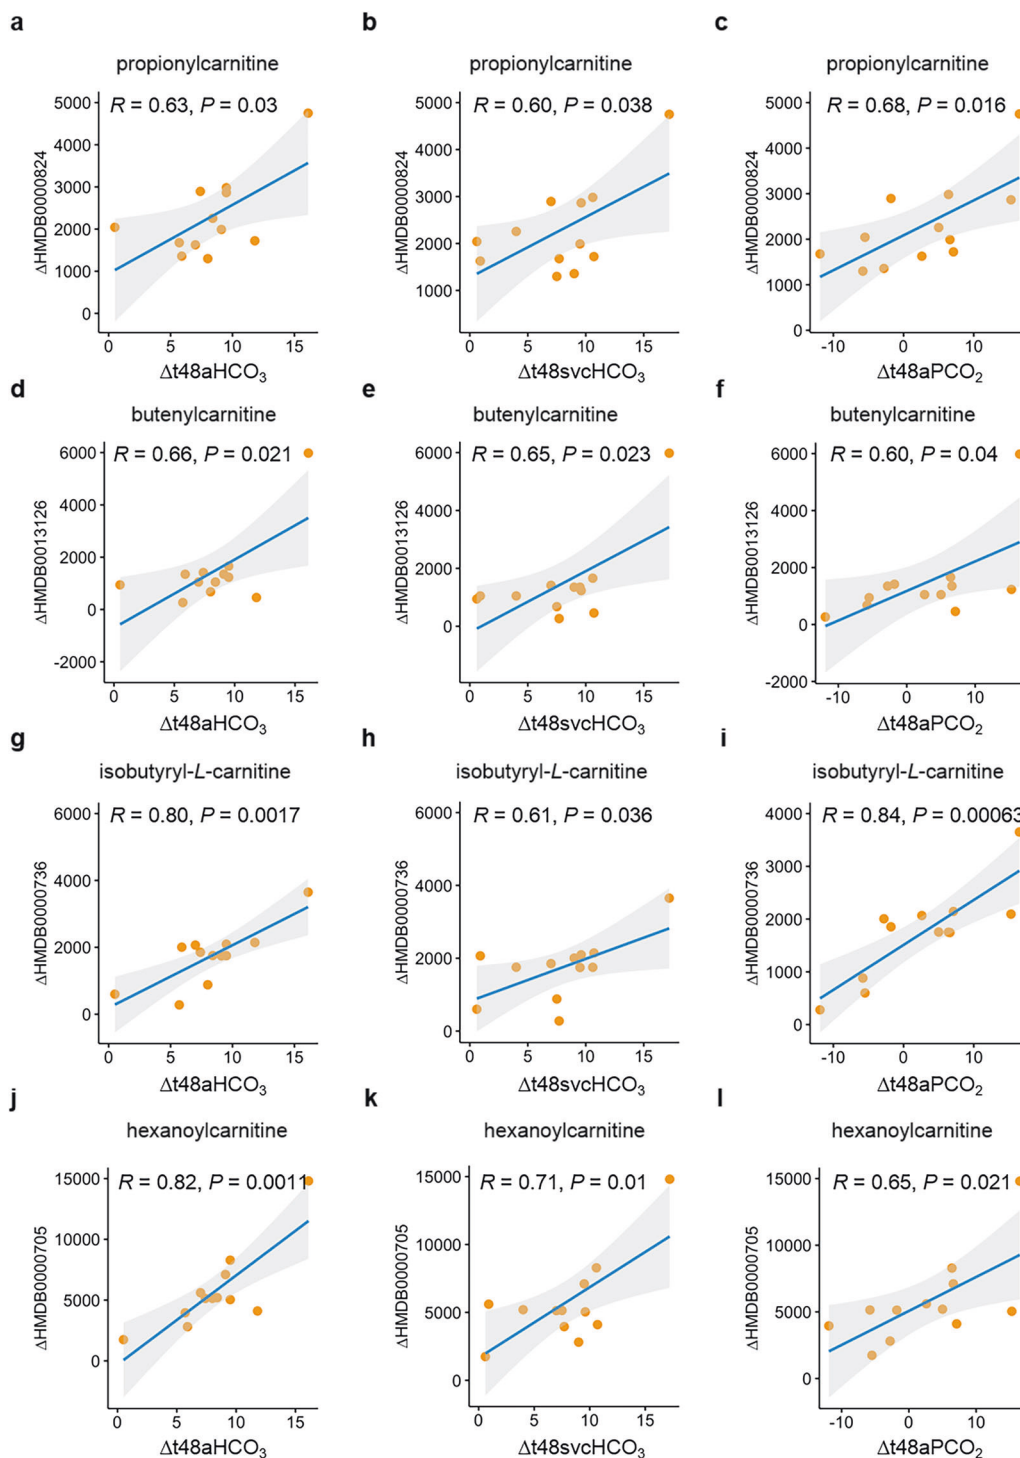 a
propionylcarnitine
R = 0.63, P = 0.03
5000
4000
3000
2000
1000
0
ΔHMDB0000824
0 5 10 15
Δt48aHCO₃
b
propionylcarnitine
R = 0.60, P = 0.038
5000
4000
3000
2000
1000
ΔHMDB0000824
0 5 10 15
Δt48svcHCO₃
c
propionylcarnitine
R = 0.68, P = 0.016
5000
4000
3000
2000
1000
0
ΔHMDB0000824
-10 0 10
Δt48aPCO₂
d
butenylcarnitine
R = 0.66, P = 0.021
6000
4000
2000
0
-2000
ΔHMDB0013126
0 5 10 15
Δt48aHCO₃
e
butenylcarnitine
R = 0.65, P = 0.023
6000
4000
2000
0
ΔHMDB0013126
0 5 10 15
Δt48svcHCO₃
f
butenylcarnitine
R = 0.60, P = 0.04
6000
4000
2000
0
-2000
ΔHMDB0013126
-10 0 10
Δt48aPCO₂
g
isobutyryl-L-carnitine
R = 0.80, P = 0.0017
6000
4000
2000
0
ΔHMDB0000736
0 5 10 15
Δt48aHCO₃
h
isobutyryl-L-carnitine
R = 0.61, P = 0.036
6000
4000
2000
0
ΔHMDB0000736
0 5 10 15
Δt48svcHCO₃
i
isobutyryl-L-carnitine
R = 0.84, P = 0.00063
4000
3000
2000
1000
0
ΔHMDB0000736
-10 0 10
Δt48aPCO₂
j
hexanoylcarnitine
R = 0.82, P = 0.0011
15000
10000
5000
0
ΔHMDB0000705
0 5 10 15
Δt48aHCO₃
k
hexanoylcarnitine
R = 0.71, P = 0.01
15000
10000
5000
0
ΔHMDB0000705
0 5 10 15
Δt48svcHCO₃
l
hexanoylcarnitine
R = 0.65, P = 0.021
15000
10000
5000
0
ΔHMDB0000705
-10 0 10
Δt48aPCO₂